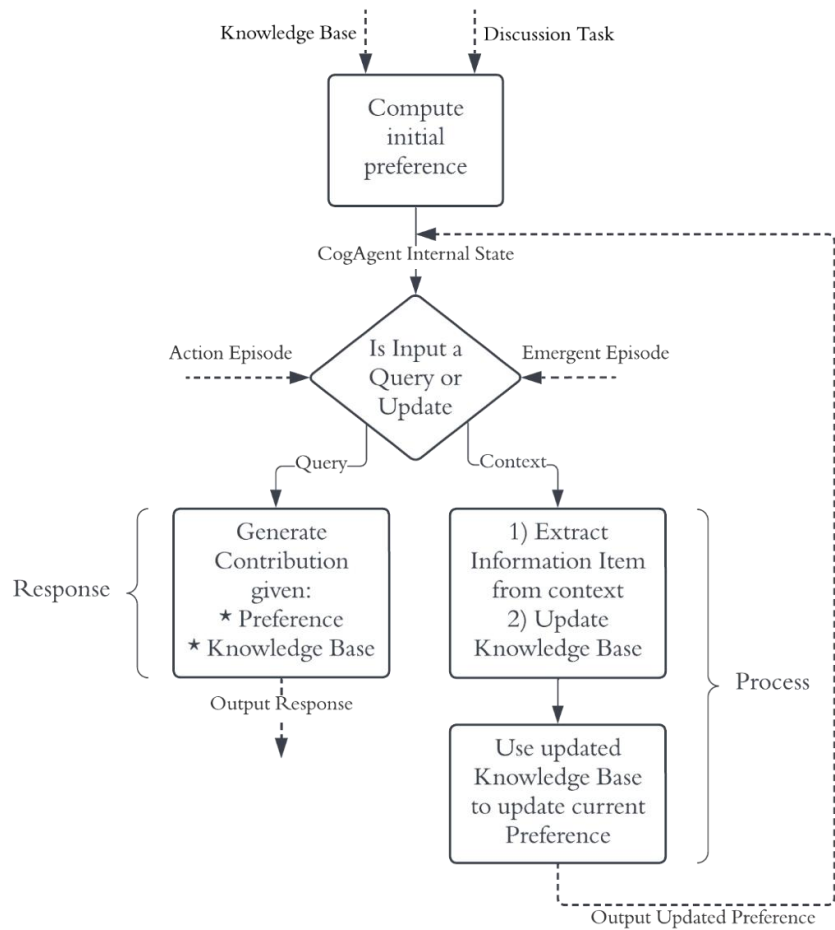 Knowledge Base
Discussion Task
Compute
initial
preference
CogAgent Internal State
Action Episode
Is Input a
Query or
Update
Emergent Episode
Query
Context
Response
Generate
Contribution
given:
★ Preference
★ Knowledge Base
1) Extract
Information Item
from context
2) Update
Knowledge Base
Process
Output Response
Use updated
Knowledge Base
to update current
Preference
Output Updated Preference